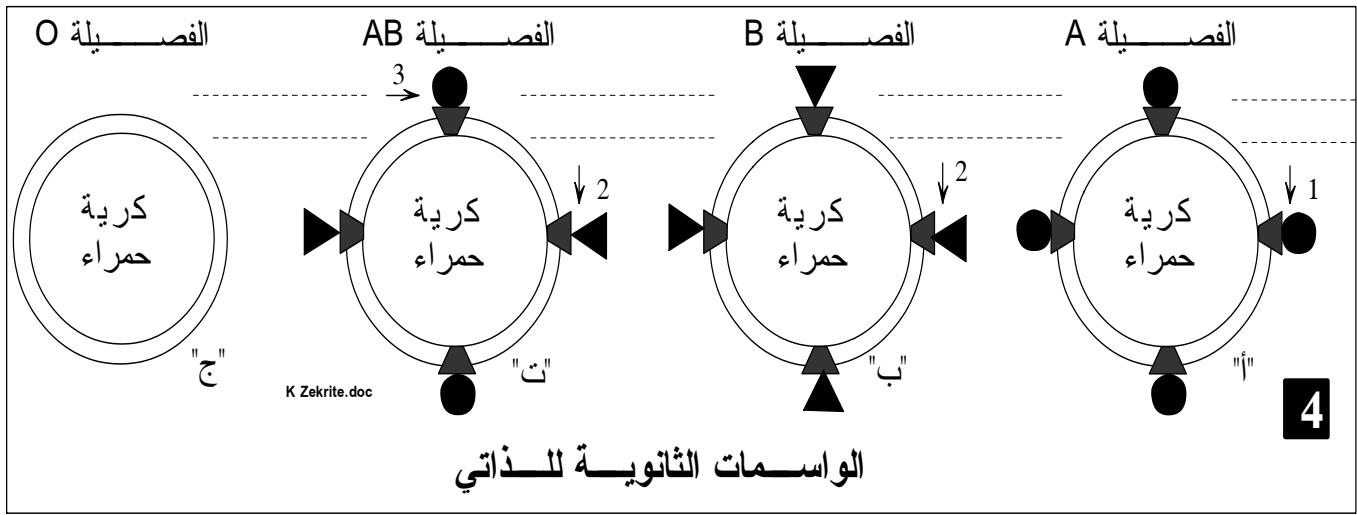 الفصيلة A
الفصيلة B
الفصيلة AB
الفصيلة O
3
1
2
2
كرية
حمراء
كرية
حمراء
كرية
حمراء
كرية
حمراء
"أ"
"ب"
"ت"
"ج"
K Zekrite.doc
4
الواسمات الثانوية للذاتي